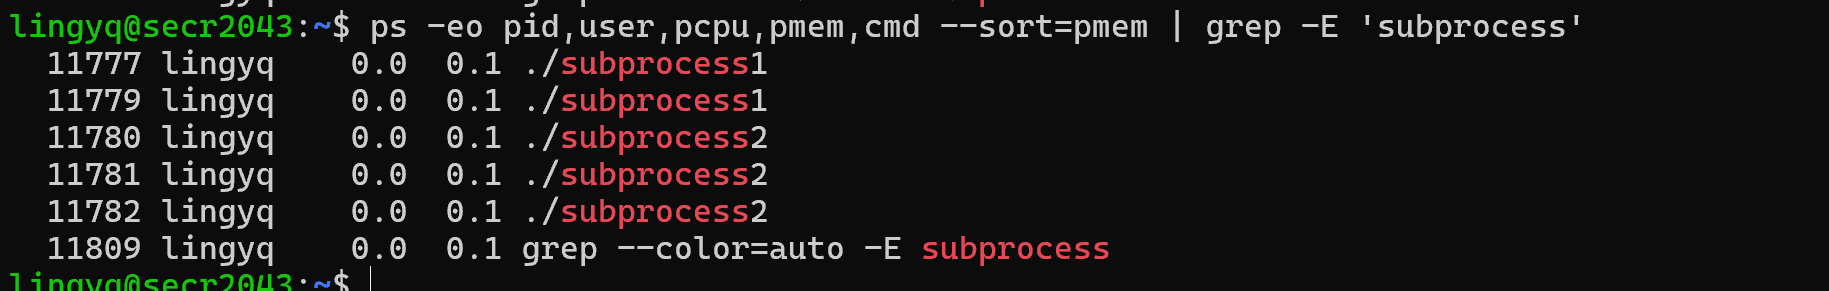 lingyq@secr2043:~$ ps -eo pid,user,pcpu,pmem,cmd --sort=pmem | grep -E 'subprocess'
11777 lingyq 0.0 0.1 ./subprocess1
11779 lingyq 0.0 0.1 ./subprocess1
11780 lingyq 0.0 0.1 ./subprocess2
11781 lingyq 0.0 0.1 ./subprocess2
11782 lingyq 0.0 0.1 ./subprocess2
11809 lingyq 0.0 0.1 grep --color=auto -E subprocess
lingyq@secr2043:~$